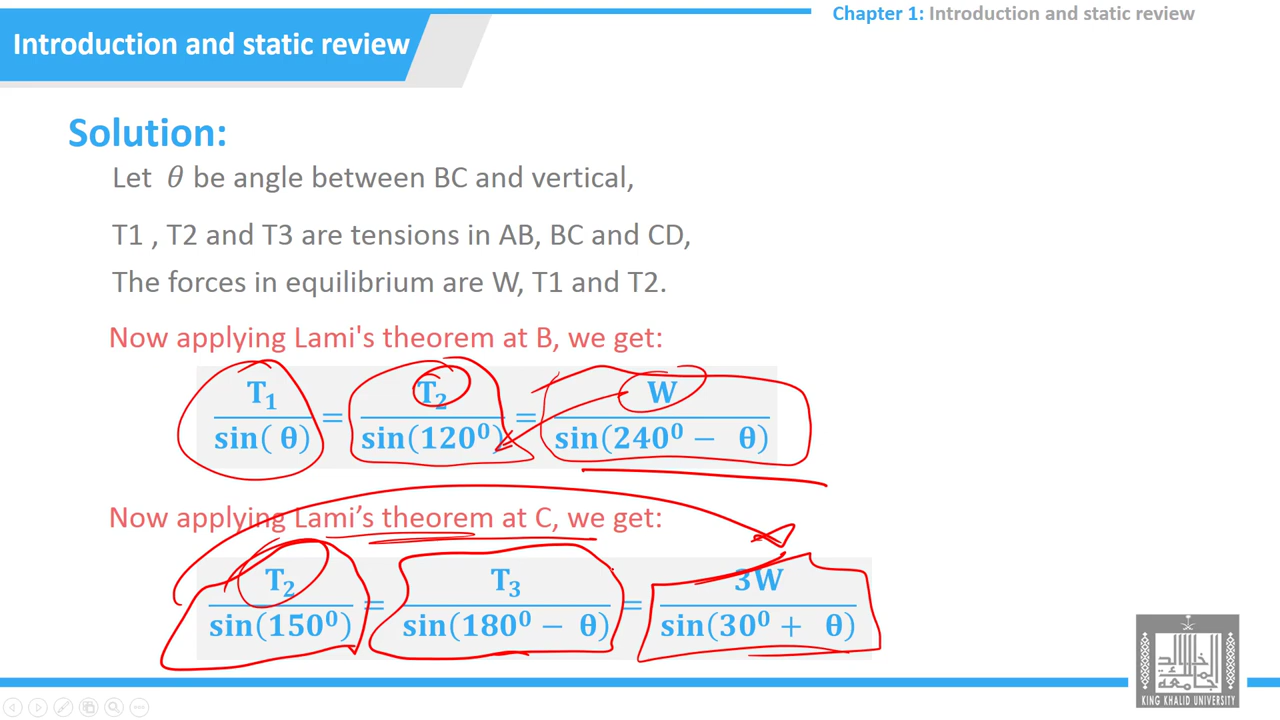 Chapter 1: Introduction and static review
Introduction and static review
Solution:
Let θ be angle between BC and vertical,
T1 , T2 and T3 are tensions in AB, BC and CD,
The forces in equilibrium are W, T1 and T2.
Now applying Lami's theorem at B, we get:
T₁/sin( θ) = T₂/sin(120⁰) = W/sin(240⁰ − θ)
Now applying Lami’s theorem at C, we get:
T₂/sin(150⁰) = T₃/sin(180⁰ − θ) = 3W/sin(30⁰ + θ)
KING KHALID UNIVERSITY